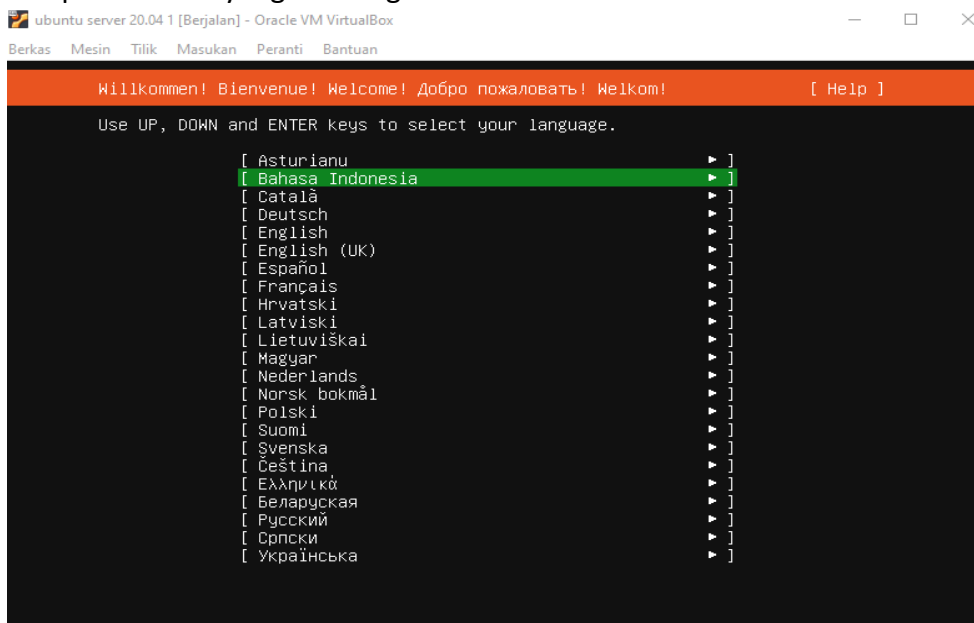 ubuntu server 20.04 1 [Berjalan] - Oracle VM VirtualBox
Berkas Mesin Tilik Masukan Peranti Bantuan
Willkommen! Bienvenue! Welcome! Добро пожаловать! Welkom! [ Help ]
Use UP, DOWN and ENTER keys to select your language.
[ Asturianu ► ]
[ Bahasa Indonesia ► ]
[ Català ► ]
[ Deutsch ► ]
[ English ► ]
[ English (UK) ► ]
[ Español ► ]
[ Français ► ]
[ Hrvatski ► ]
[ Latviski ► ]
[ Lietuviškai ► ]
[ Magyar ► ]
[ Nederlands ► ]
[ Norsk bokmål ► ]
[ Polski ► ]
[ Suomi ► ]
[ Svenska ► ]
[ Čeština ► ]
[ Ελληνικά ► ]
[ Беларуская ► ]
[ Русский ► ]
[ Српски ► ]
[ Українська ► ]